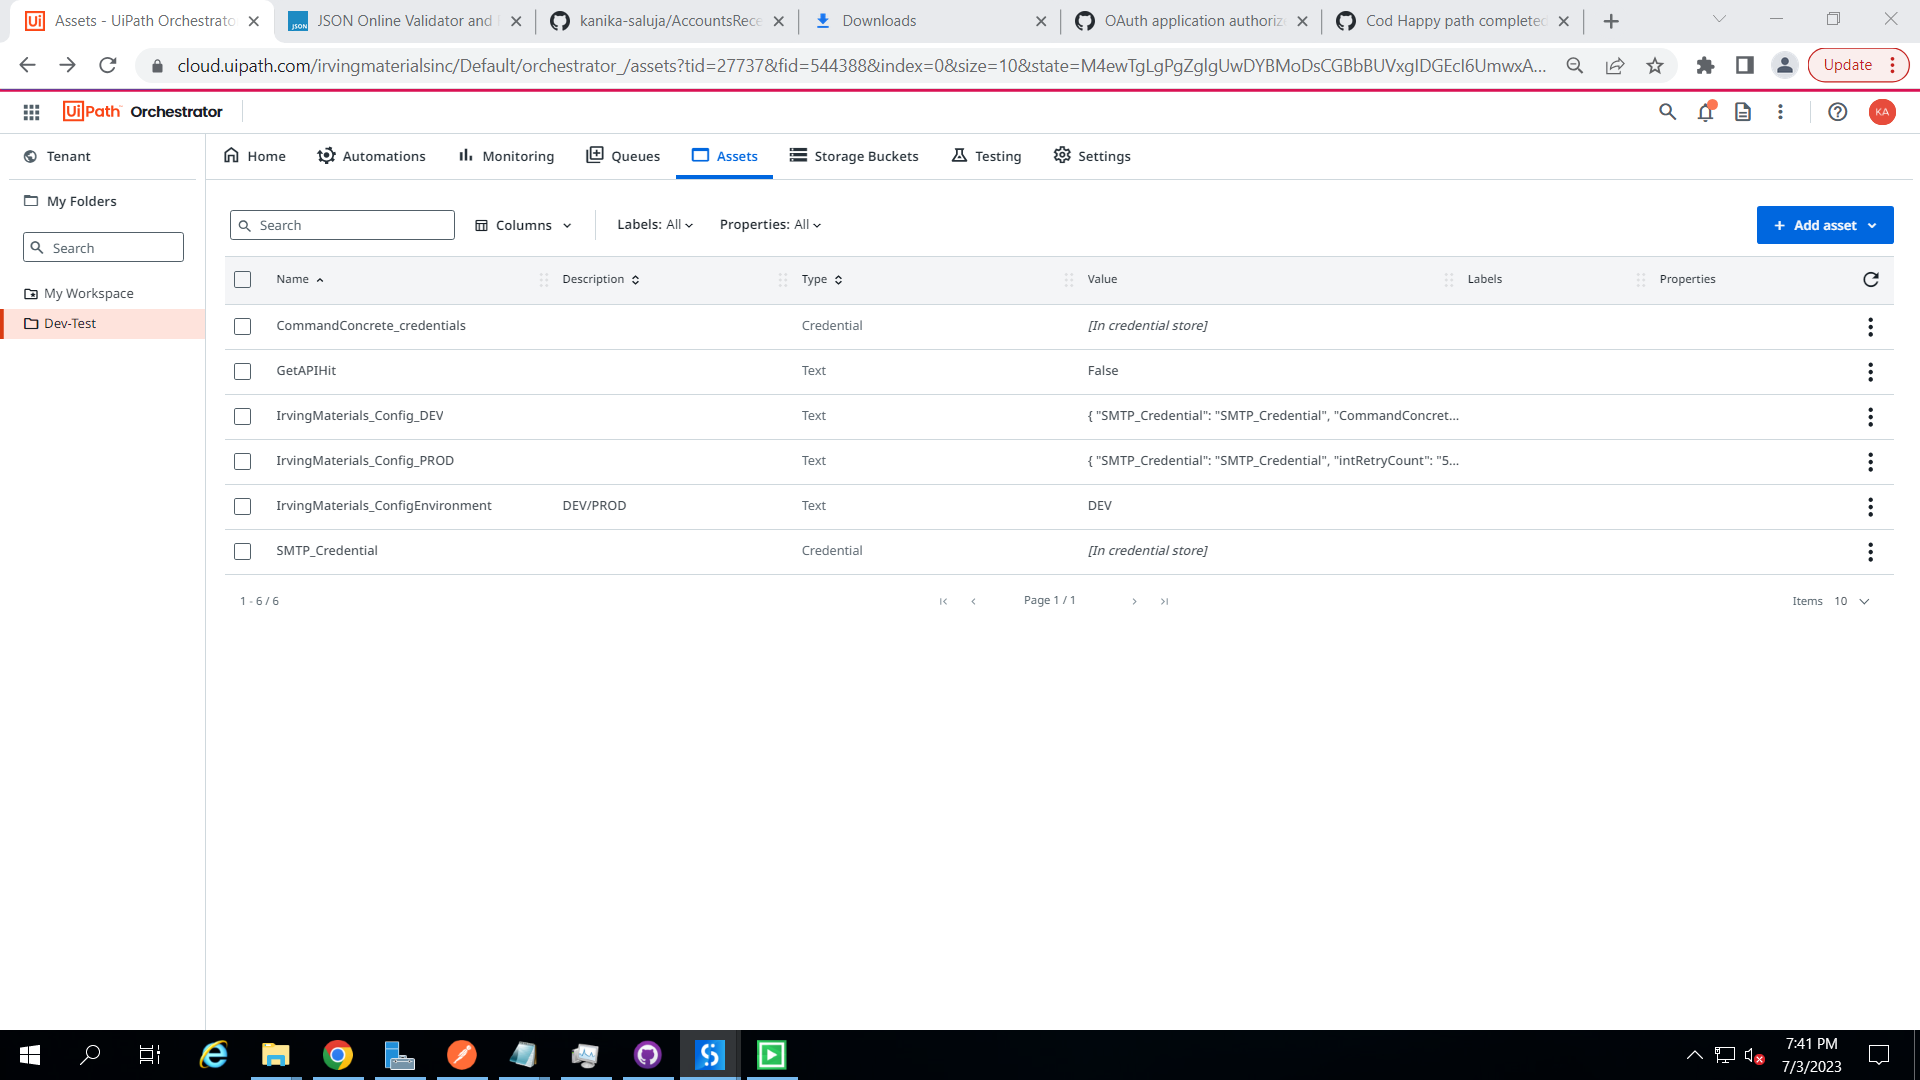 Assets - UiPath Orchestrato
JSON Online Validator and
kanika-saluja/AccountsRece
Downloads
OAuth application authorize
Cod Happy path completed
cloud.uipath.com/irvingmaterialsinc/Default/orchestrator_/assets?tid=27737&fid=544388&index=0&size=10&state=M4ewTgLgPgZglgUwDYBMoDsCGBbBUVxgIDGEcI6UmwxA...
Update
UiPath Orchestrator
KA
Tenant
Home
Automations
Monitoring
Queues
Assets
Storage Buckets
Testing
Settings
My Folders
Search
My Workspace
Dev-Test
Search
Columns
Labels: All
Properties: All
+ Add asset
Name
Description
Type
Value
Labels
Properties
CommandConcrete_credentials
Credential
[In credential store]
GetAPIHit
Text
False
IrvingMaterials_Config_DEV
Text
{ "SMTP_Credential": "SMTP_Credential", "CommandConcret...
IrvingMaterials_Config_PROD
Text
{ "SMTP_Credential": "SMTP_Credential", "intRetryCount": "5...
IrvingMaterials_ConfigEnvironment
DEV/PROD
Text
DEV
SMTP_Credential
Credential
[In credential store]
1 - 6 / 6
Page 1 / 1
Items 10
7:41 PM
7/3/2023